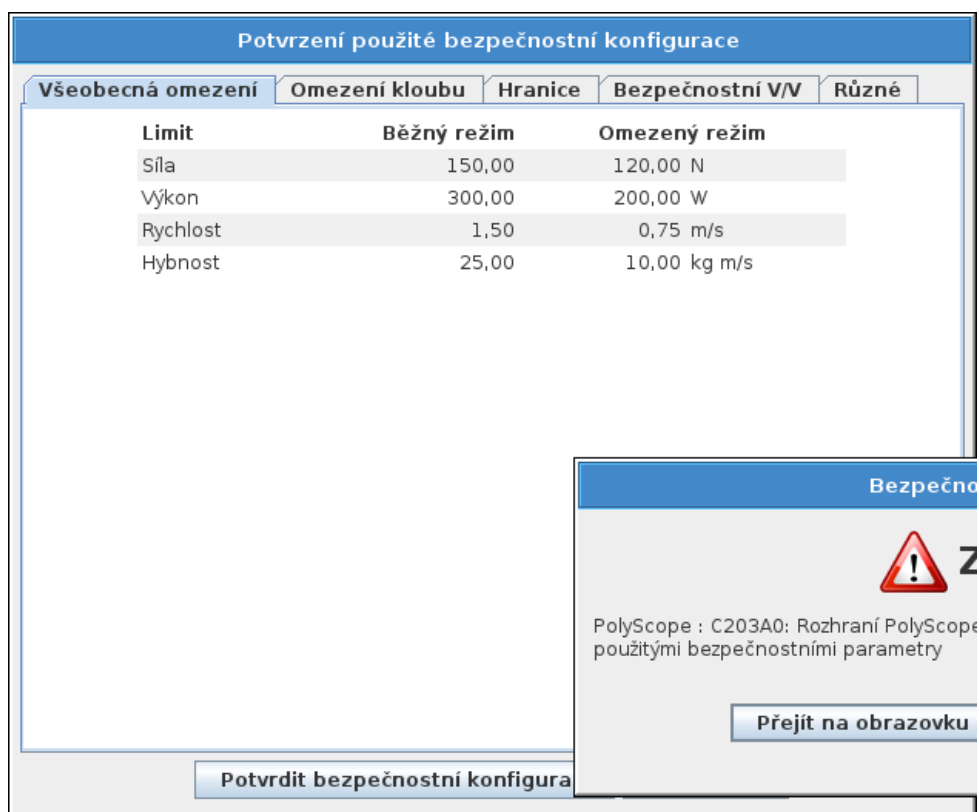 Potvrzení použité bezpečnostní konfigurace
Všeobecná omezení Omezení kloubu Hranice Bezpečnostní V/V Různé
Limit Běžný režim Omezený režim
Síla 150,00 120,00 N
Výkon 300,00 200,00 W
Rychlost 1,50 0,75 m/s
Hybnost 25,00 10,00 kg m/s
Bezpečno
Z
PolyScope : C203A0: Rozhraní PolyScope
použitými bezpečnostními parametry
Přejít na obrazovku
Potvrdit bezpečnostní konfigura